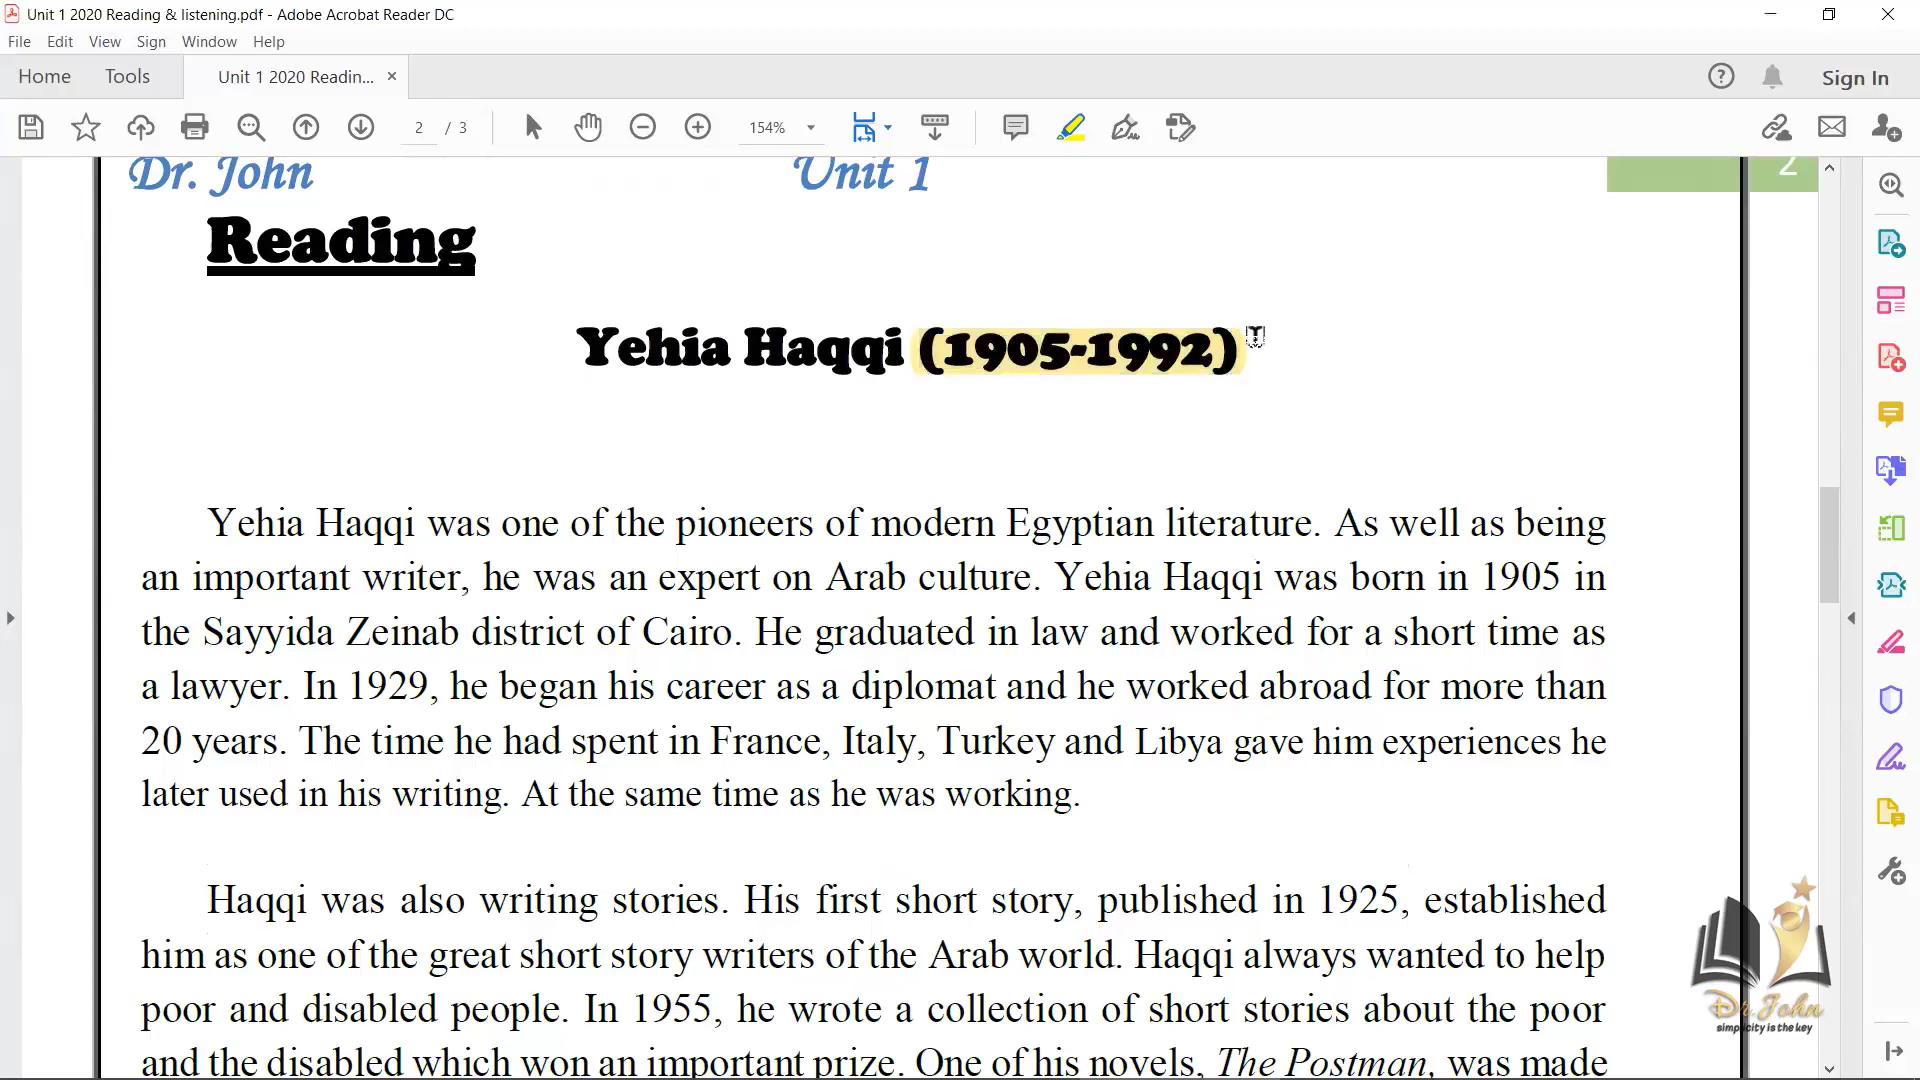 Unit 1 2020 Reading & listening.pdf - Adobe Acrobat Reader DC
File Edit View Sign Window Help
Home Tools Unit 1 2020 Readin... × Sign In
2 / 3 154%
Dr. John Unit 1 2
Reading
Yehia Haqqi (1905-1992)
Yehia Haqqi was one of the pioneers of modern Egyptian literature. As well as being
an important writer, he was an expert on Arab culture. Yehia Haqqi was born in 1905 in
the Sayyida Zeinab district of Cairo. He graduated in law and worked for a short time as
a lawyer. In 1929, he began his career as a diplomat and he worked abroad for more than
20 years. The time he had spent in France, Italy, Turkey and Libya gave him experiences he
later used in his writing. At the same time as he was working.
Haqqi was also writing stories. His first short story, published in 1925, established
him as one of the great short story writers of the Arab world. Haqqi always wanted to help
poor and disabled people. In 1955, he wrote a collection of short stories about the poor
and the disabled which won an important prize. One of his novels, The Postman, was made
Dr.John
simplicity is the key